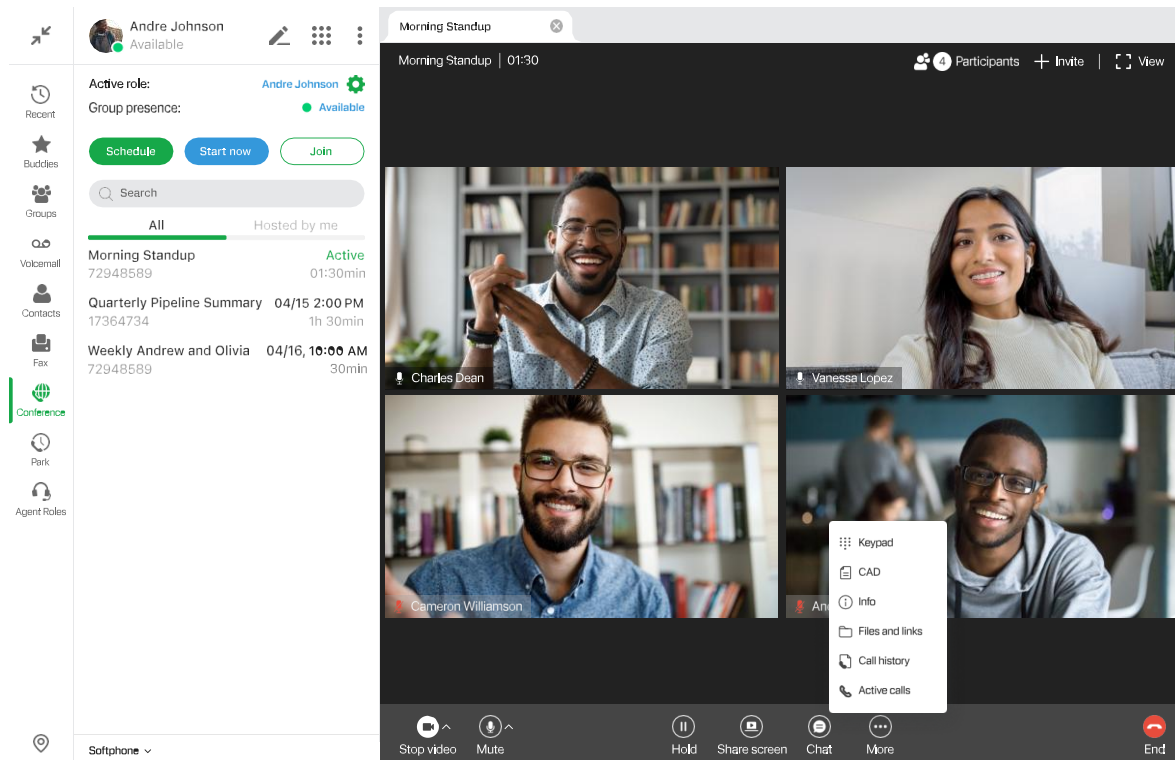 Andre Johnson
Available
Active role:
Andre Johnson
Group presence:
Available
Schedule
Start now
Join
Search
All
Hosted by me
Morning Standup
Active
72948589
01:30min
Quarterly Pipeline Summary
04/15 2:00 PM
17364734
1h 30min
Weekly Andrew and Olivia
04/16, 10:00 AM
72948589
30min
Softphone
Recent
Buddies
Groups
Voicemail
Contacts
Fax
Conference
Park
Agent Roles
Morning Standup
Morning Standup | 01:30
4 Participants
Invite
View
Charles Dean
Vanessa Lopez
Cameron Williamson
Keypad
CAD
Info
Files and links
Call history
Active calls
Stop video
Mute
Hold
Share screen
Chat
More
End